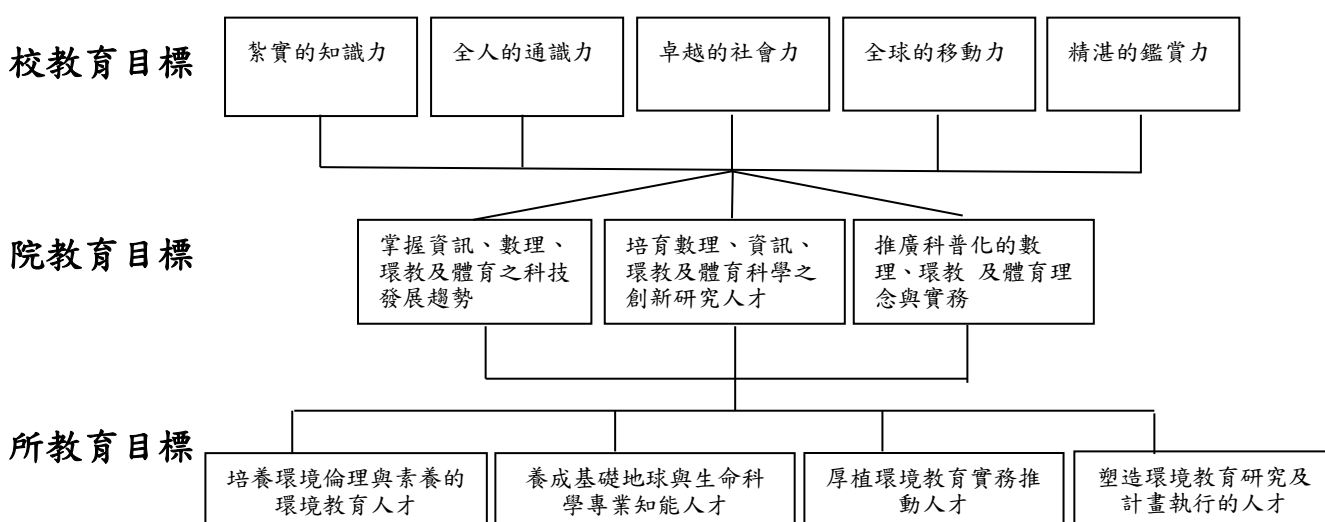 校教育目標
紮實的知識力
全人的通識力
卓越的社會力
全球的移動力
精湛的鑑賞力
院教育目標
掌握資訊、數理、
環教及體育之科技
發展趨勢
培育數理、資訊、
環教及體育科學之
創新研究人才
推廣科普化的數
理、環教 及體育理
念與實務
所教育目標
培養環境倫理與素養的
環境教育人才
養成基礎地球與生命科
學專業知能人才
厚植環境教育實務推
動人才
塑造環境教育研究及
計畫執行的人才